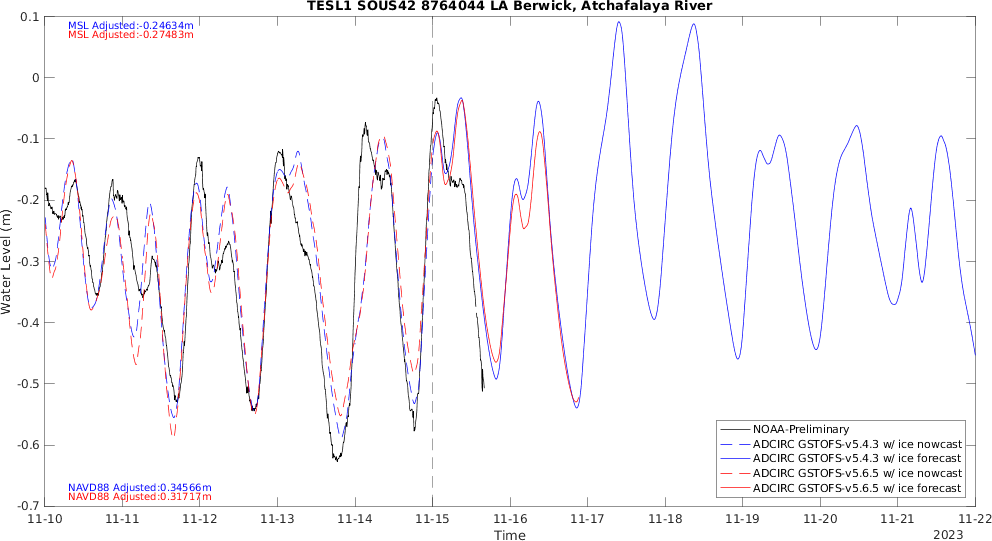 TESL1 SOUS42 8764044 LA Berwick, Atchafalaya River
MSL Adjusted:-0.24634m
MSL Adjusted:-0.27483m
0.1
0
-0.1
-0.2
-0.3
-0.4
-0.5
-0.6
-0.7
Water Level (m)
NOAA-Preliminary
ADCIRC GSTOFS-v5.4.3 w/ ice nowcast
ADCIRC GSTOFS-v5.4.3 w/ ice forecast
ADCIRC GSTOFS-v5.6.5 w/ ice nowcast
ADCIRC GSTOFS-v5.6.5 w/ ice forecast
NAVD88 Adjusted:0.34566m
NAVD88 Adjusted:0.31717m
11-10 11-11 11-12 11-13 11-14 11-15 11-16 11-17 11-18 11-19 11-20 11-21 11-22
Time
2023